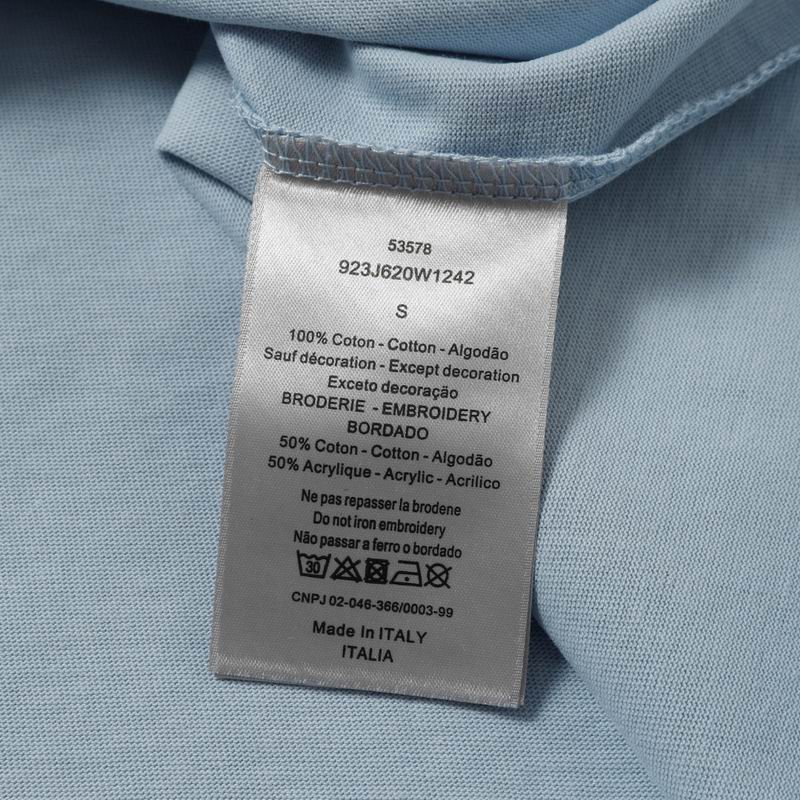 53578
923J620W1242
S
100% Coton - Cotton - Algodão
Sauf décoration - Except decoration
Exceto decoração
BRODERIE - EMBROIDERY
BORDADO
50% Coton - Cotton - Algodão
50% Acrylique - Acrylic - Acrilico
Ne pas repasser la brodene
Do not iron embroidery
Não passar a ferro o bordado
30
CNPJ 02-046-366/0003-99
Made In ITALY
ITALIA